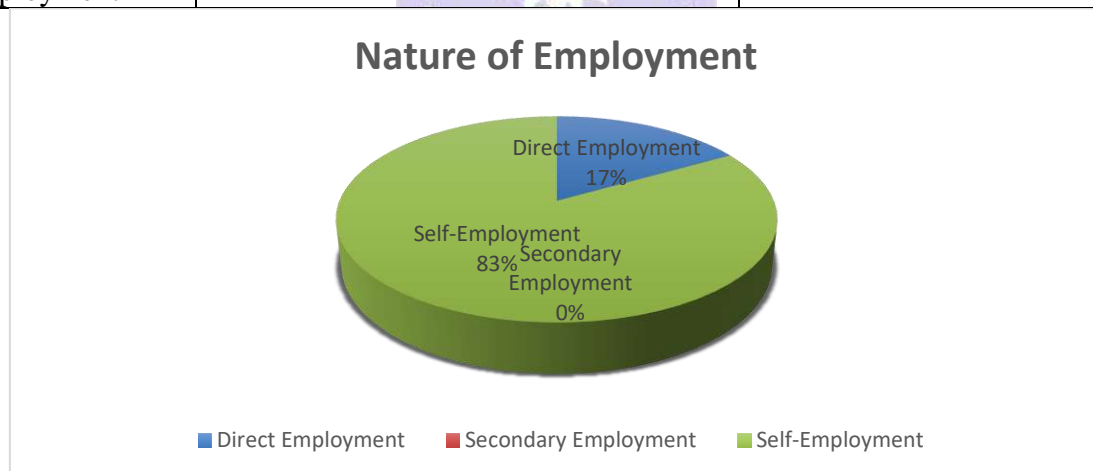 Nature of Employment
Direct Employment
17%
Self-Employment
83%
Secondary
Employment
0%
Direct Employment Secondary Employment Self-Employment